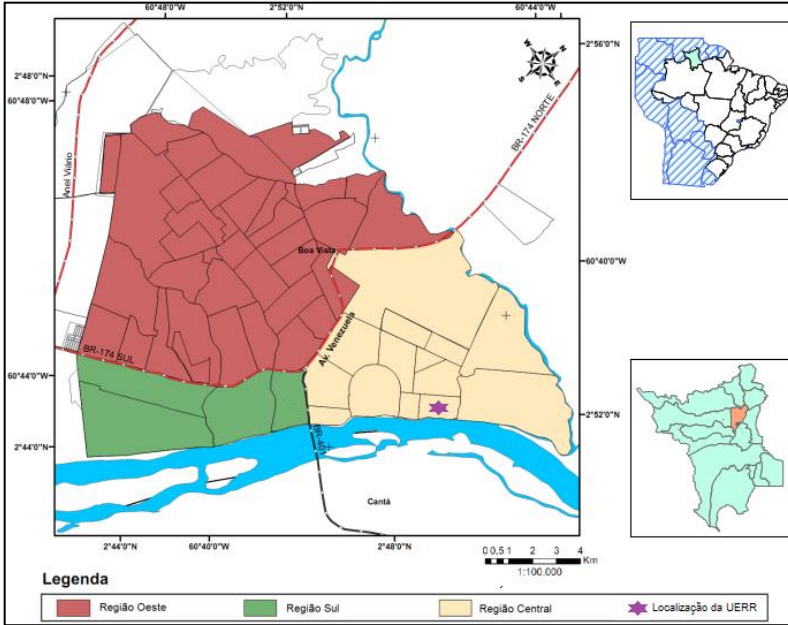 60°48'0"W
2°52'0"N
60°44'0"W
2°48'0"N
60°48'0"W
2°56'0"N
W N
S E
BR-174 NORTE
Anel Viário
Boa Vista
60°40'0"W
Av. Venezuela
BR-174 SUL
60°44'0"W
2°52'0"N
BR-401
2°44'0"N
Cantá
2°44'0"N
60°40'0"W
2°48'0"N
0 0,5 1 2 3 4
Km
1:100.000
Legenda
Região Oeste
Região Sul
Região Central
Localização da UERR